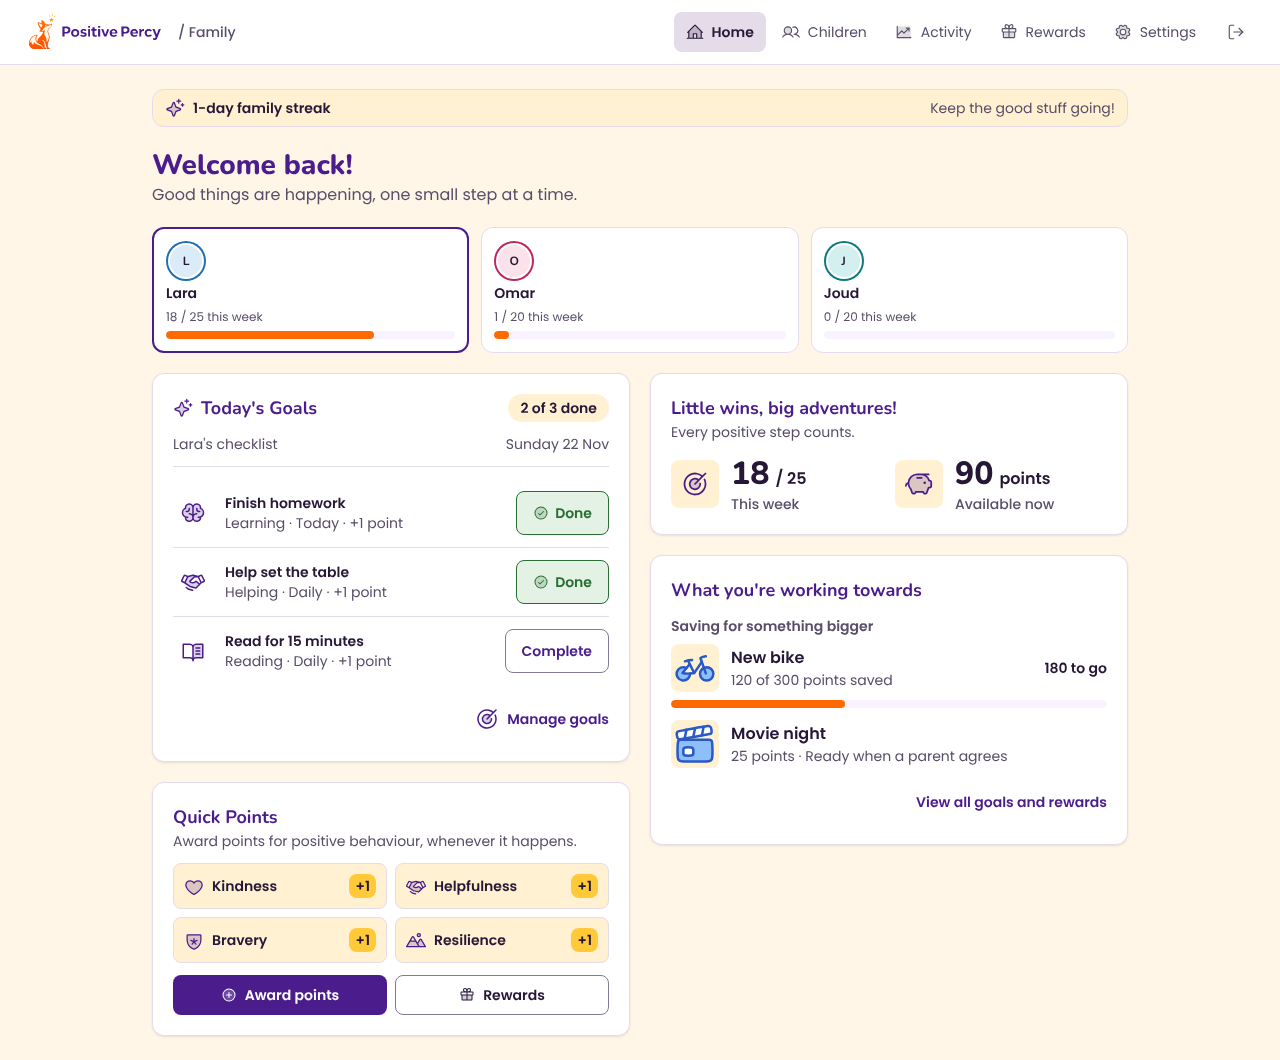 Positive Percy / Family
Home
Children
Activity
Rewards
Settings
1-day family streak
Keep the good stuff going!
Welcome back!
Good things are happening, one small step at a time.
L
Lara
18 / 25 this week
O
Omar
1 / 20 this week
J
Joud
0 / 20 this week
Today's Goals
2 of 3 done
Lara's checklist
Sunday 22 Nov
Finish homework
Learning · Today · +1 point
Done
Help set the table
Helping · Daily · +1 point
Done
Read for 15 minutes
Reading · Daily · +1 point
Complete
Manage goals
Quick Points
Award points for positive behaviour, whenever it happens.
Kindness +1
Helpfulness +1
Bravery +1
Resilience +1
Award points
Rewards
Little wins, big adventures!
Every positive step counts.
18 / 25
This week
90 points
Available now
What you're working towards
Saving for something bigger
New bike
120 of 300 points saved
180 to go
Movie night
25 points · Ready when a parent agrees
View all goals and rewards